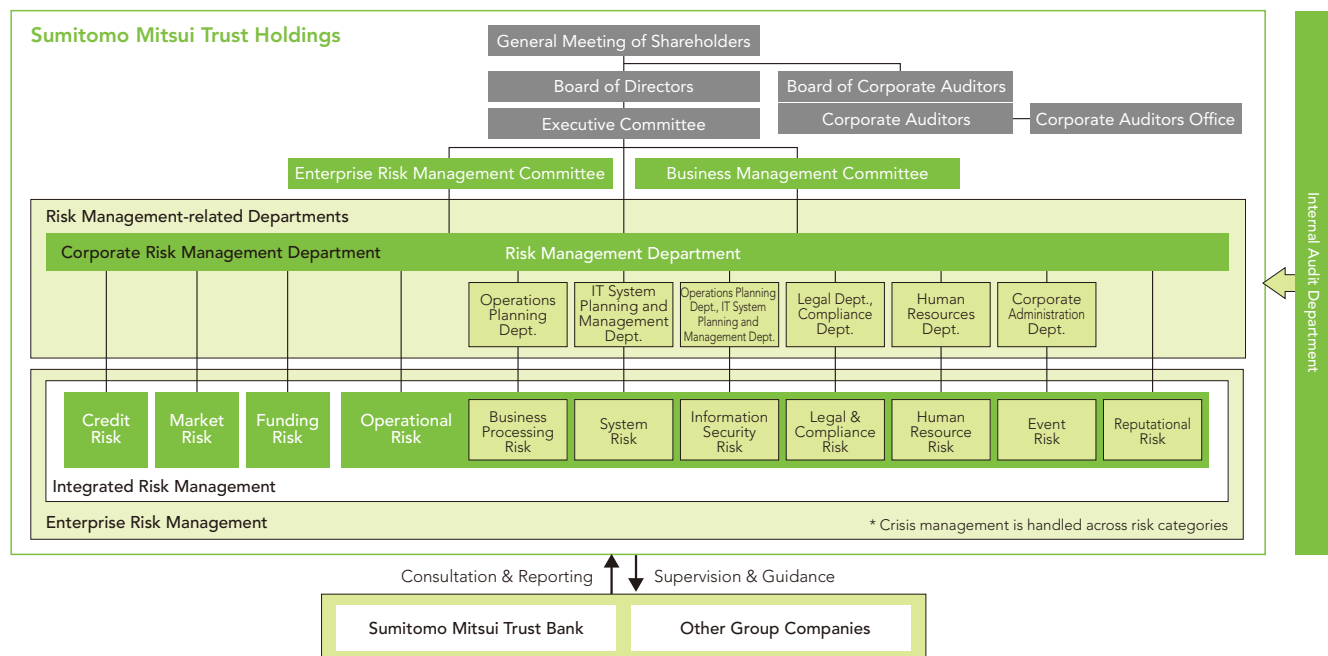 Sumitomo Mitsui Trust Holdings
General Meeting of Shareholders
Board of Directors
Board of Corporate Auditors
Executive Committee
Corporate Auditors
Corporate Auditors Office
Enterprise Risk Management Committee
Business Management Committee
Risk Management-related Departments
Corporate Risk Management Department
Risk Management Department
Operations
Planning
Dept.
IT System
Planning and
Management
Dept.
Operations Planning
Dept., IT System
Planning and
Management Dept.
Legal Dept.,
Compliance
Dept.
Human
Resources
Dept.
Corporate
Administration
Dept.
Internal Audit Department
Credit
Risk
Market
Risk
Funding
Risk
Operational
Risk
Business
Processing
Risk
System
Risk
Information
Security
Risk
Legal &
Compliance
Risk
Human
Resource
Risk
Event
Risk
Reputational
Risk
Integrated Risk Management
Enterprise Risk Management
* Crisis management is handled across risk categories
Consultation & Reporting
Supervision & Guidance
Sumitomo Mitsui Trust Bank
Other Group Companies